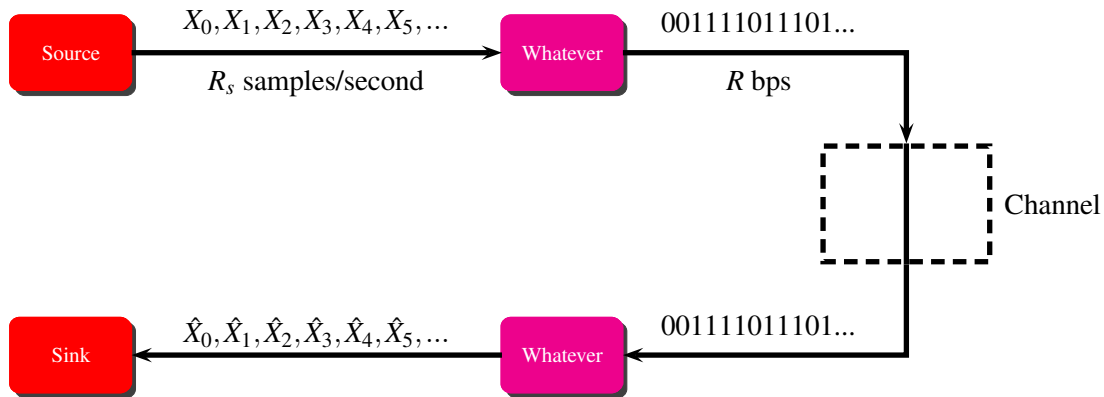 X₀, X₁, X₂, X₃, X₄, X₅, ...
001111011101...
Source
Whatever
Rₛ samples/second
R bps
Channel
X̂₀, X̂₁, X̂₂, X̂₃, X̂₄, X̂₅, ...
001111011101...
Sink
Whatever